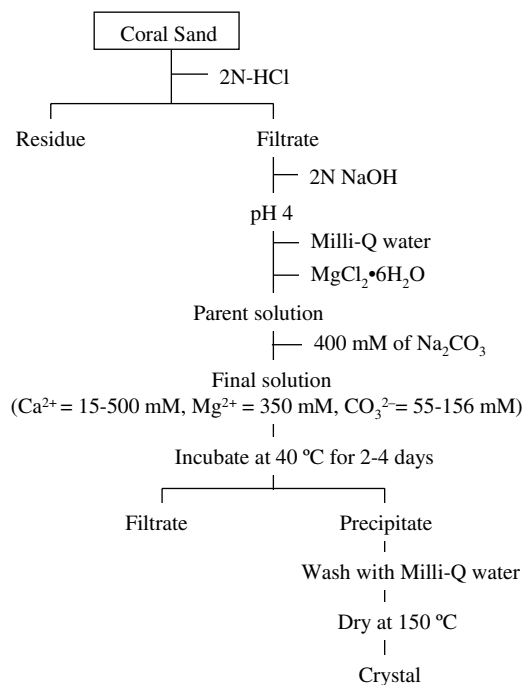 Coral Sand
2N-HCl
Residue
Filtrate
2N NaOH
pH 4
Milli-Q water
MgCl₂•6H₂O
Parent solution
400 mM of Na₂CO₃
Final solution
(Ca²⁺ = 15-500 mM, Mg²⁺ = 350 mM, CO₃²⁻= 55-156 mM)
Incubate at 40 ºC for 2-4 days
Filtrate
Precipitate
Wash with Milli-Q water
Dry at 150 ºC
Crystal